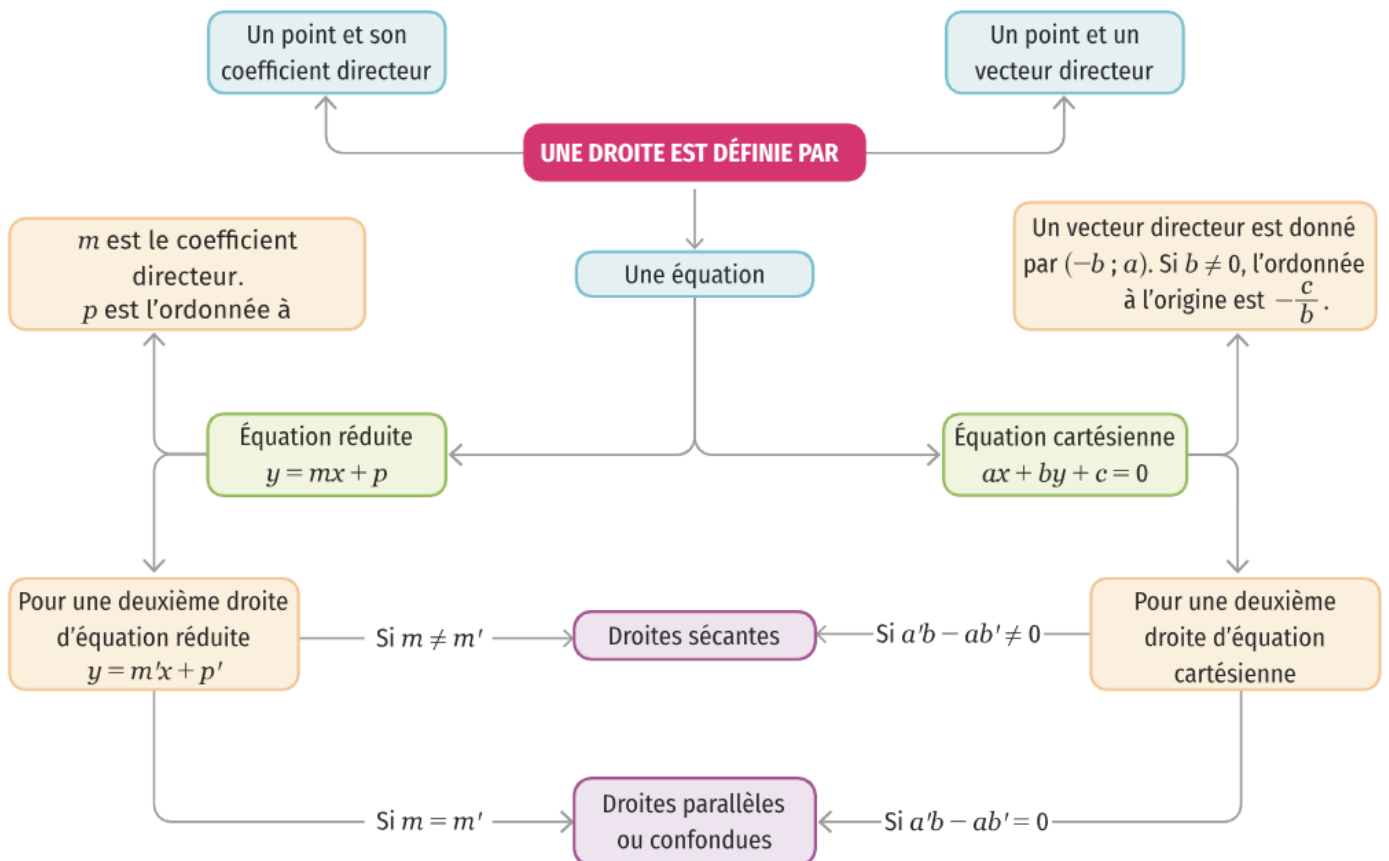 Un point et son
coefficient directeur
Un point et un
vecteur directeur
UNE DROITE EST DÉFINIE PAR
m est le coefficient
directeur.
p est l'ordonnée à
Une équation
Un vecteur directeur est donné
par (−b ; a). Si b ≠ 0, l'ordonnée
à l'origine est −c/b.
Équation réduite
y = mx + p
Équation cartésienne
ax + by + c = 0
Pour une deuxième droite
d'équation réduite
y = m′x + p′
Si m ≠ m′
Droites sécantes
Si a′b − ab′ ≠ 0
Pour une deuxième
droite d'équation
cartésienne
Si m = m′
Droites parallèles
ou confondues
Si a′b − ab′ = 0